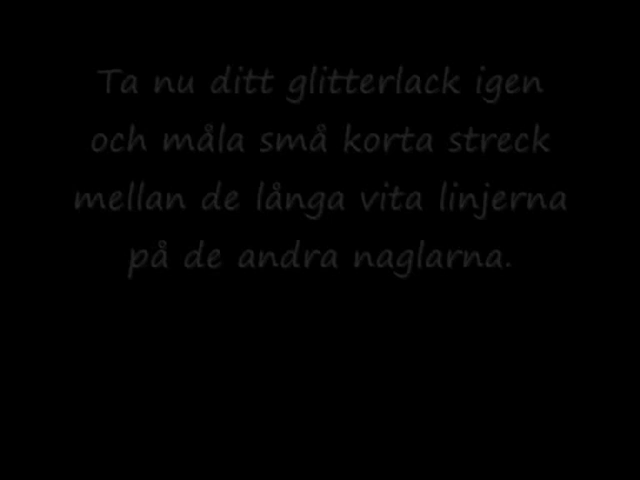 Ta nu ditt glitterlack igen
och måla små korta streck
mellan de långa vita linjerna
på de andra naglarna.